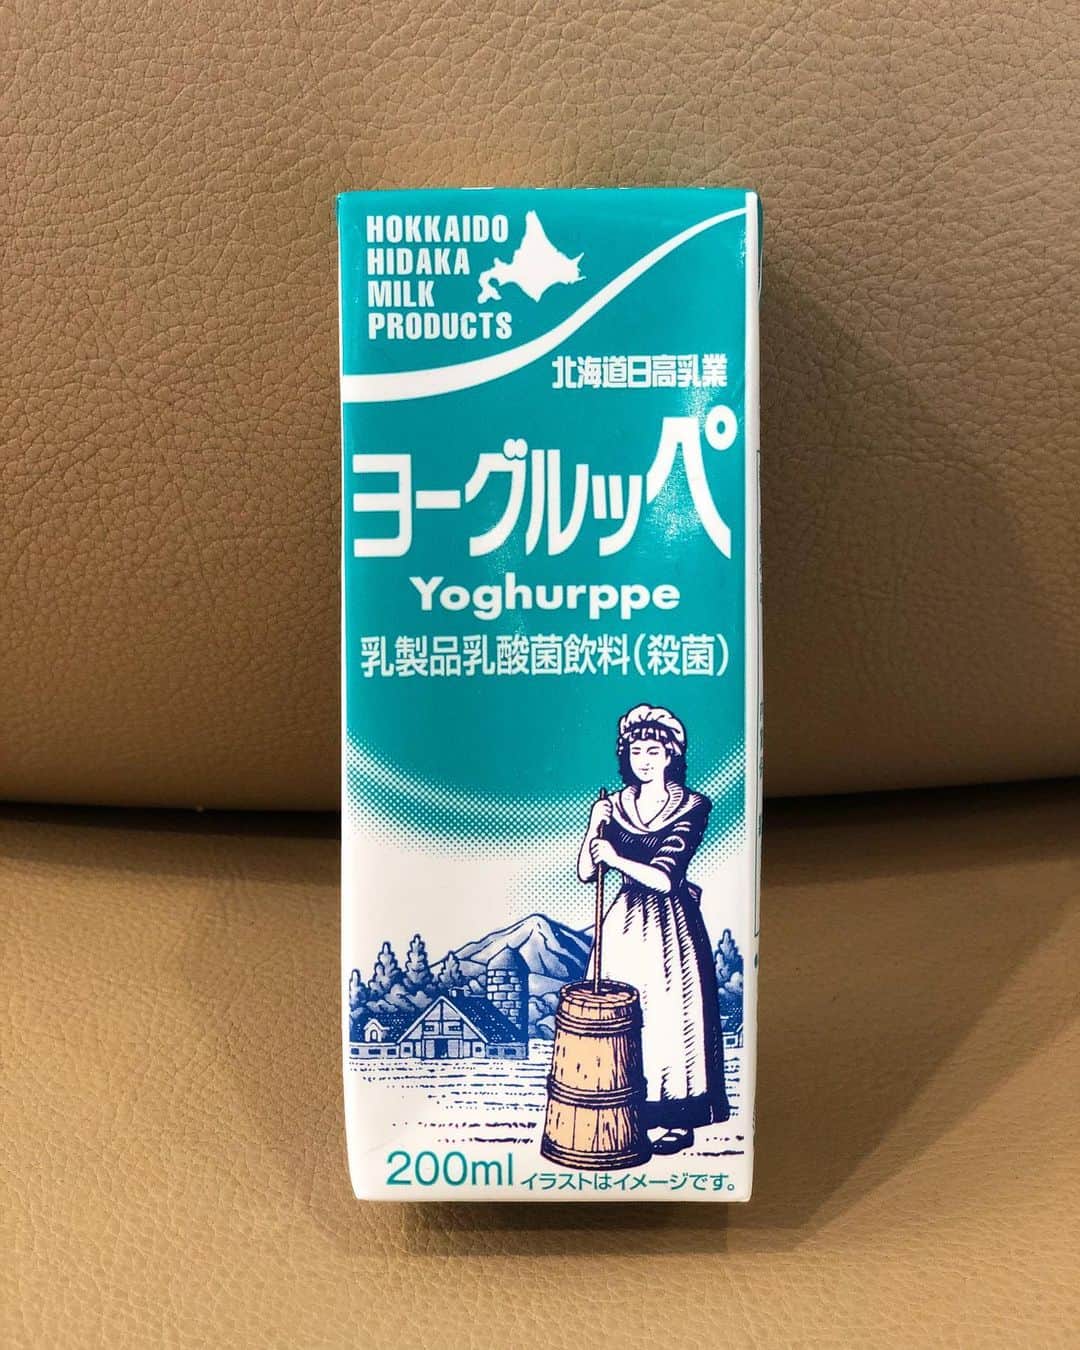 HOKKAIDO
HIDAKA
MILK
PRODUCTS
北海道日高乳業
ヨーグルッペ
Yoghurppe
乳製品乳酸菌飲料(殺菌)
200ml イラストはイメージです。